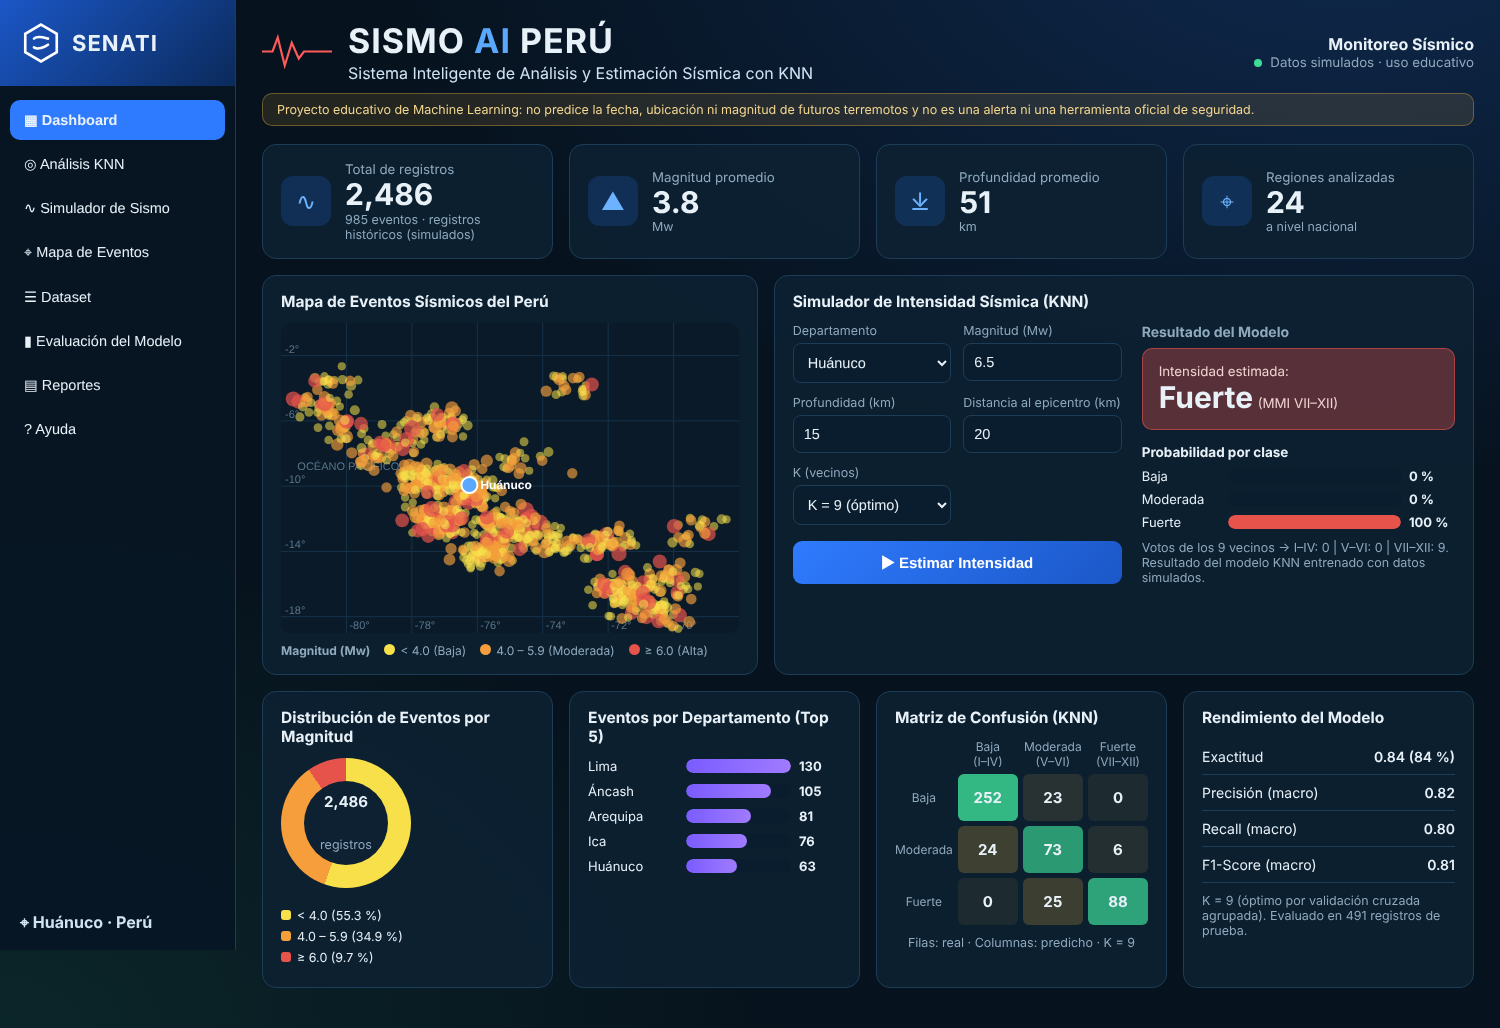 SENATI
Dashboard
Análisis KNN
Simulador de Sismo
Mapa de Eventos
Dataset
Evaluación del Modelo
Reportes
? Ayuda
Huánuco · Perú
SISMO AI PERÚ
Sistema Inteligente de Análisis y Estimación Sísmica con KNN
Monitoreo Sísmico
Datos simulados · uso educativo
Proyecto educativo de Machine Learning: no predice la fecha, ubicación ni magnitud de futuros terremotos y no es una alerta ni una herramienta oficial de seguridad.
Total de registros
2,486
985 eventos · registros
históricos (simulados)
Magnitud promedio
3.8
Mw
Profundidad promedio
51
km
Regiones analizadas
24
a nivel nacional
Mapa de Eventos Sísmicos del Perú
-2°
-6°
OCÉANO PACÍFICO
-10°
Huánuco
-14°
-18°
-80°
-78°
-76°
-74°
-72°
Magnitud (Mw)
< 4.0 (Baja)
4.0 – 5.9 (Moderada)
≥ 6.0 (Alta)
Simulador de Intensidad Sísmica (KNN)
Departamento
Magnitud (Mw)
Huánuco
6.5
Profundidad (km)
Distancia al epicentro (km)
15
20
K (vecinos)
K = 9 (óptimo)
▶ Estimar Intensidad
Resultado del Modelo
Intensidad estimada:
Fuerte (MMI VII–XII)
Probabilidad por clase
Baja 0 %
Moderada 0 %
Fuerte 100 %
Votos de los 9 vecinos → I–IV: 0 | V–VI: 0 | VII–XII: 9.
Resultado del modelo KNN entrenado con datos
simulados.
Distribución de Eventos por
Magnitud
2,486
registros
< 4.0 (55.3 %)
4.0 – 5.9 (34.9 %)
≥ 6.0 (9.7 %)
Eventos por Departamento (Top
5)
Lima 130
Áncash 105
Arequipa 81
Ica 76
Huánuco 63
Matriz de Confusión (KNN)
Baja Moderada Fuerte
(I–IV) (V–VI) (VII–XII)
Baja 252 23 0
Moderada 24 73 6
Fuerte 0 25 88
Filas: real · Columnas: predicho · K = 9
Rendimiento del Modelo
Exactitud 0.84 (84 %)
Precisión (macro) 0.82
Recall (macro) 0.80
F1-Score (macro) 0.81
K = 9 (óptimo por validación cruzada
agrupada). Evaluado en 491 registros de
prueba.